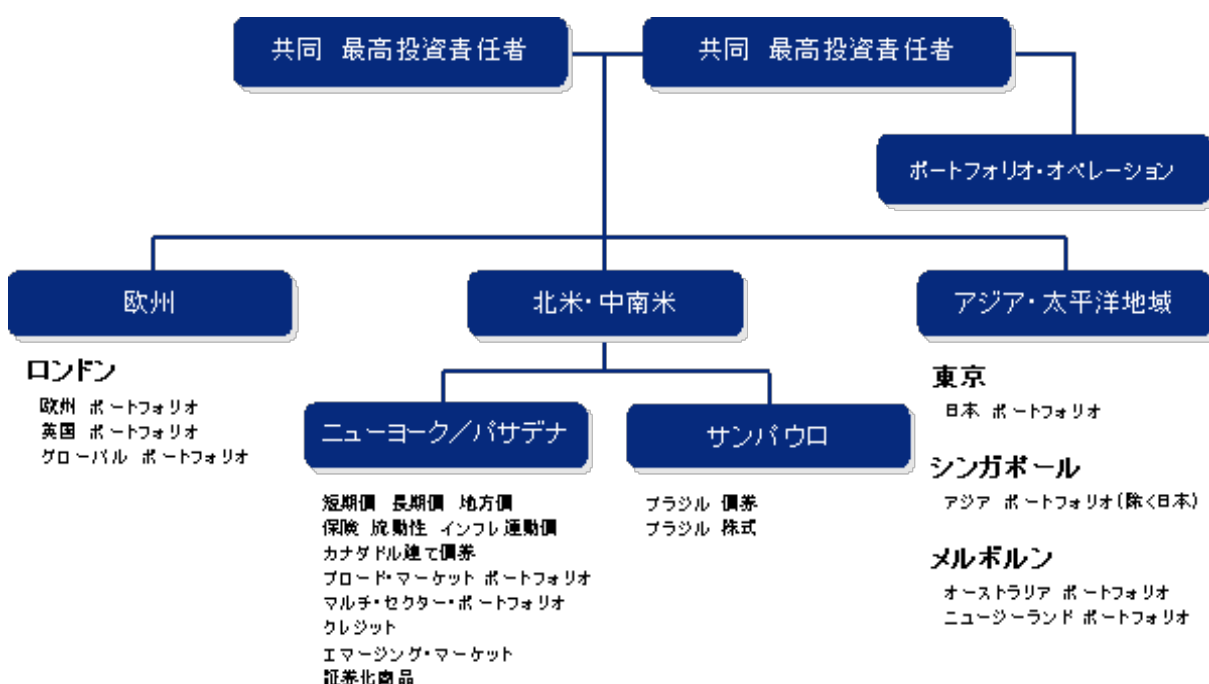 共同 最高投資責任者
共同 最高投資責任者
ポートフォリオ・オペレーション
欧州
北米・中南米
アジア・太平洋地域
ロンドン
欧州 ポートフォリオ
英国 ポートフォリオ
グローバル ポートフォリオ
ニューヨーク／パサデナ
短期債 長期債 地方債
保険 流動性 インフレ連動債
カナダドル建て債券
ブロード・マーケット ポートフォリオ
マルチ・セクター・ポートフォリオ
クレジット
エマージング・マーケット
証券化商品
サンパウロ
ブラジル 債券
ブラジル 株式
東京
日本 ポートフォリオ
シンガポール
アジア ポートフォリオ(除く日本)
メルボルン
オーストラリア ポートフォリオ
ニュージーランド ポートフォリオ